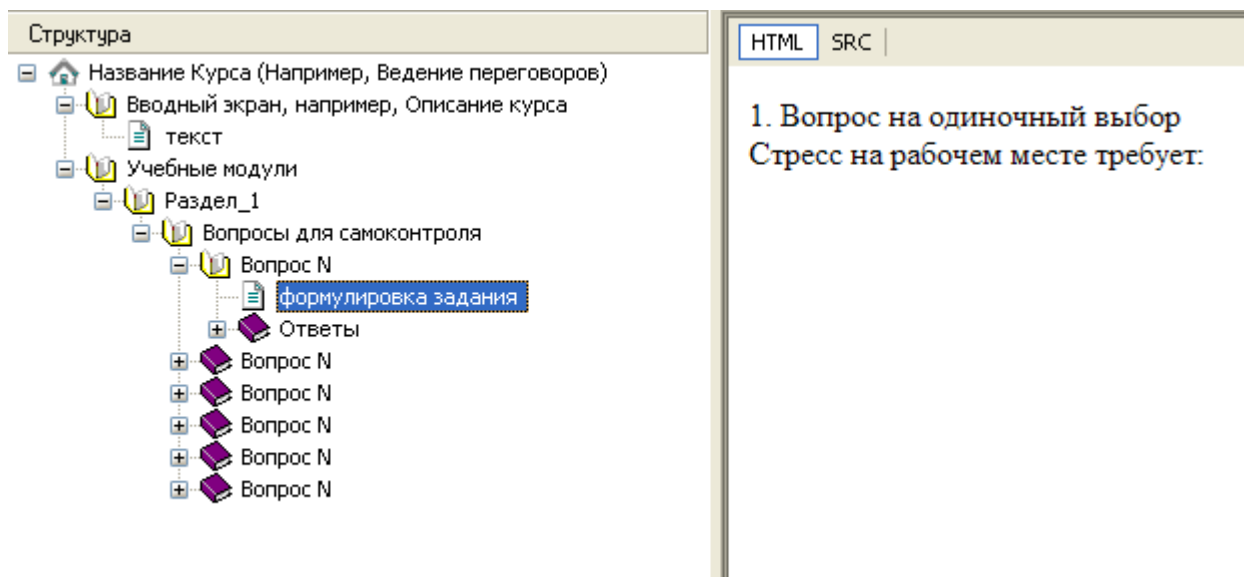 Структура
Название Курса (Например, Ведение переговоров)
Вводный экран, например, Описание курса
текст
Учебные модули
Раздел_1
Вопросы для самоконтроля
Вопрос N
формулировка задания
Ответы
Вопрос N
Вопрос N
Вопрос N
Вопрос N
Вопрос N
HTML SRC
1. Вопрос на одиночный выбор
Стресс на рабочем месте требует: